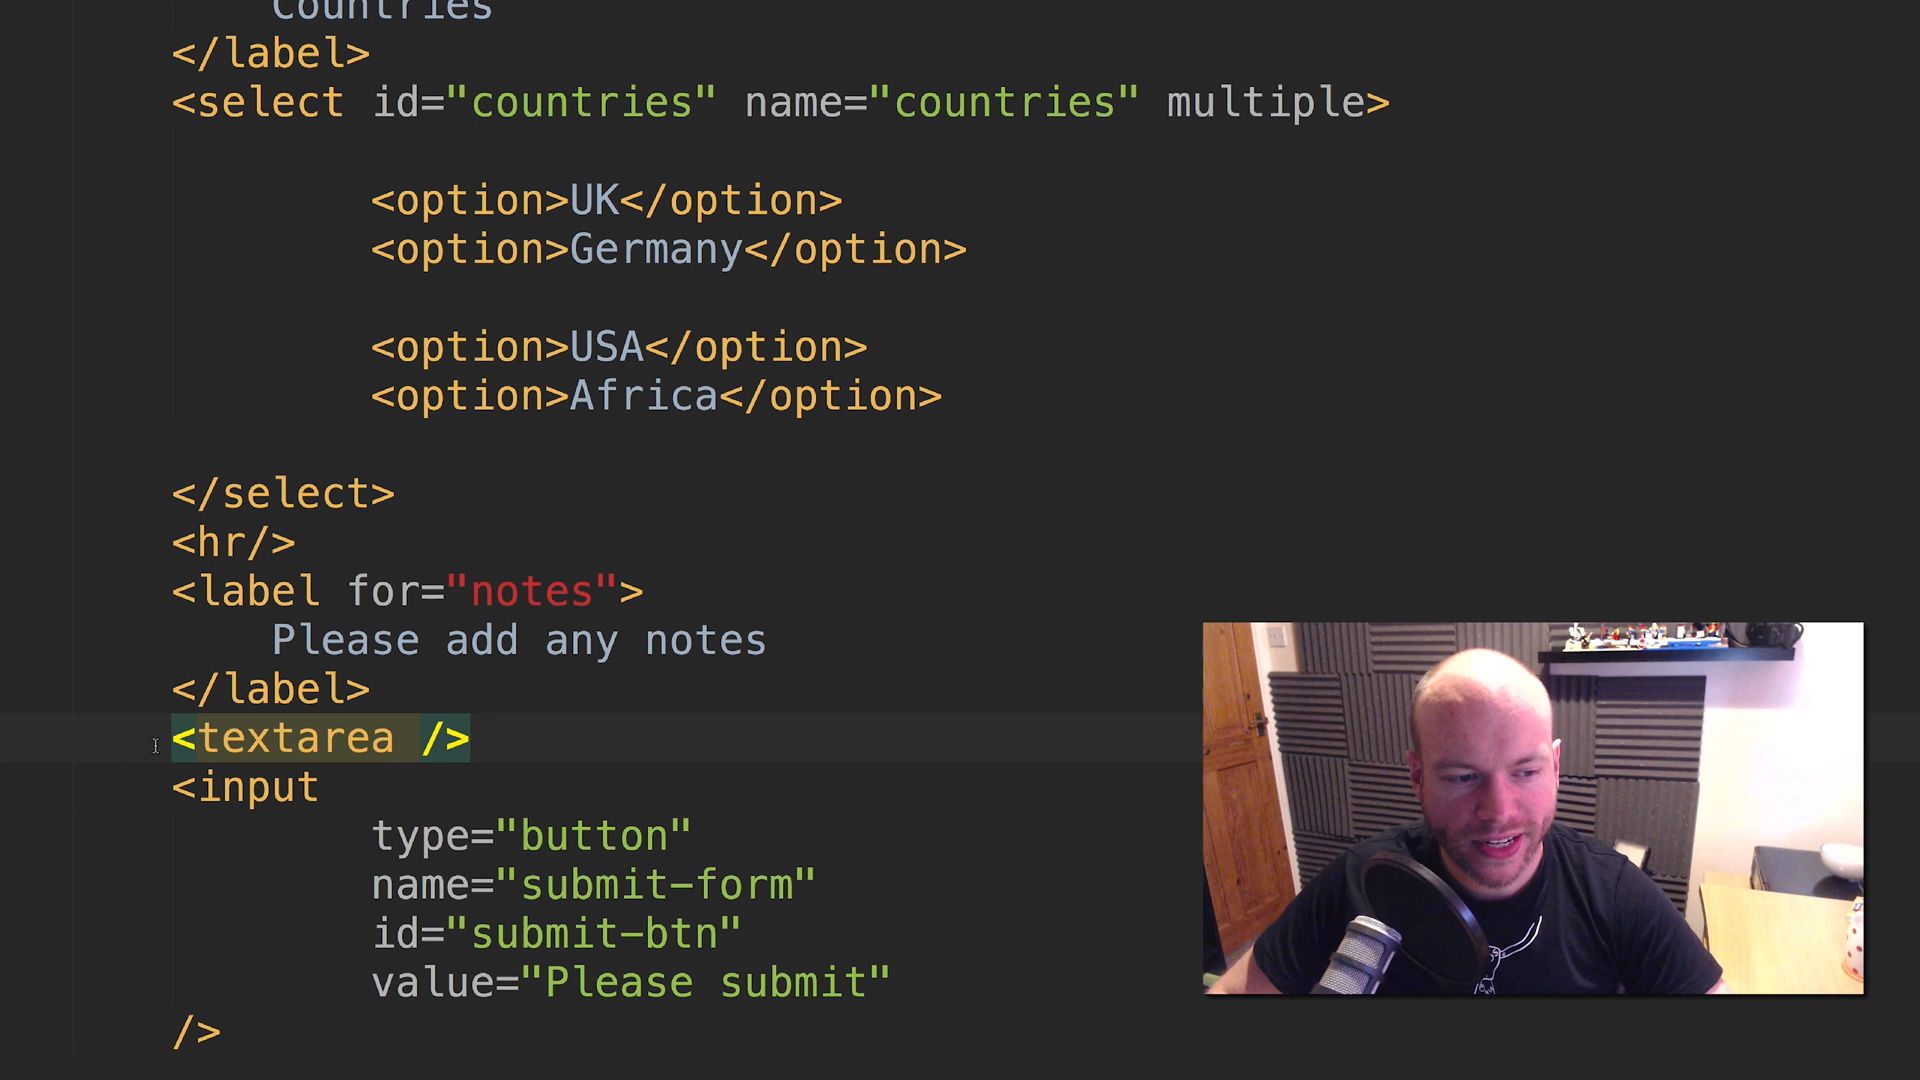 Countries
</label>
<select id="countries" name="countries" multiple>
<option>UK</option>
<option>Germany</option>
<option>USA</option>
<option>Africa</option>
</select>
<hr/>
<label for="notes">
Please add any notes
</label>
<textarea />
<input
type="button"
name="submit-form"
id="submit-btn"
value="Please submit"
/>